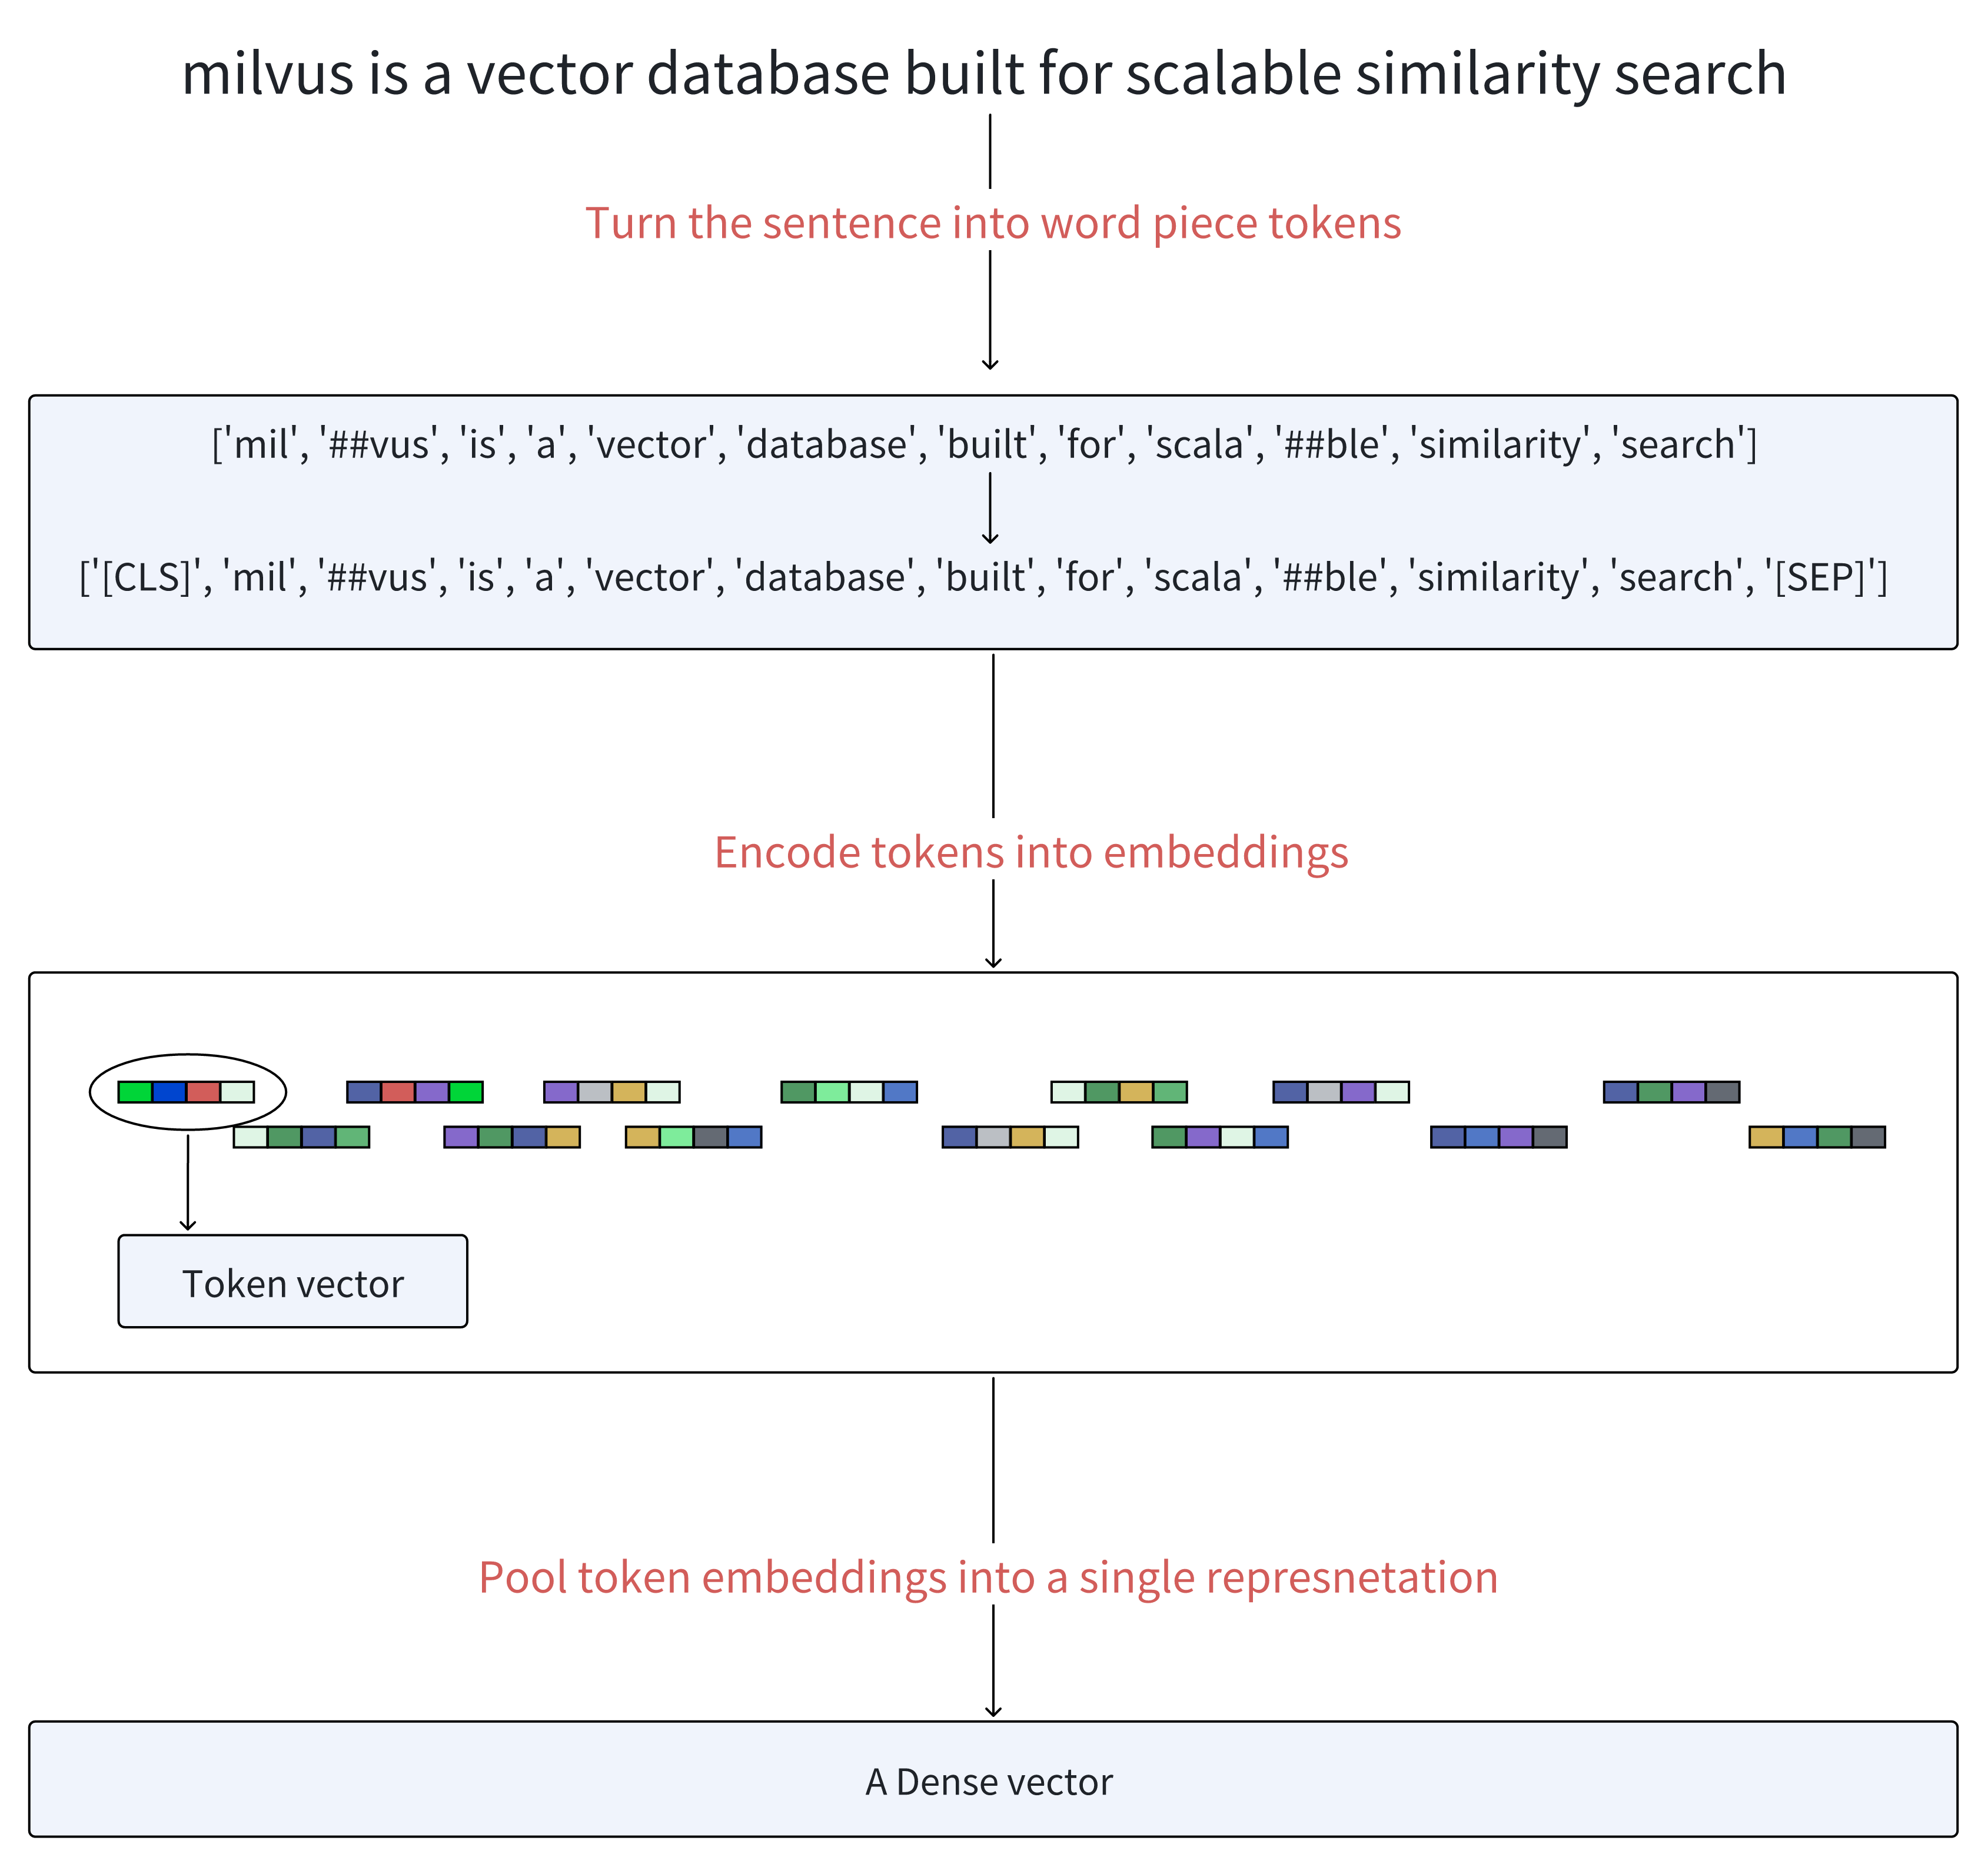 milvus is a vector database built for scalable similarity search
Turn the sentence into word piece tokens
['mil', '##vus', 'is', 'a', 'vector', 'database', 'built', 'for', 'scala', '##ble', 'similarity', 'search']
['[CLS]', 'mil', '##vus', 'is', 'a', 'vector', 'database', 'built', 'for', 'scala', '##ble', 'similarity', 'search', '[SEP]']
Encode tokens into embeddings
Token vector
Pool token embeddings into a single represnetation
A Dense vector